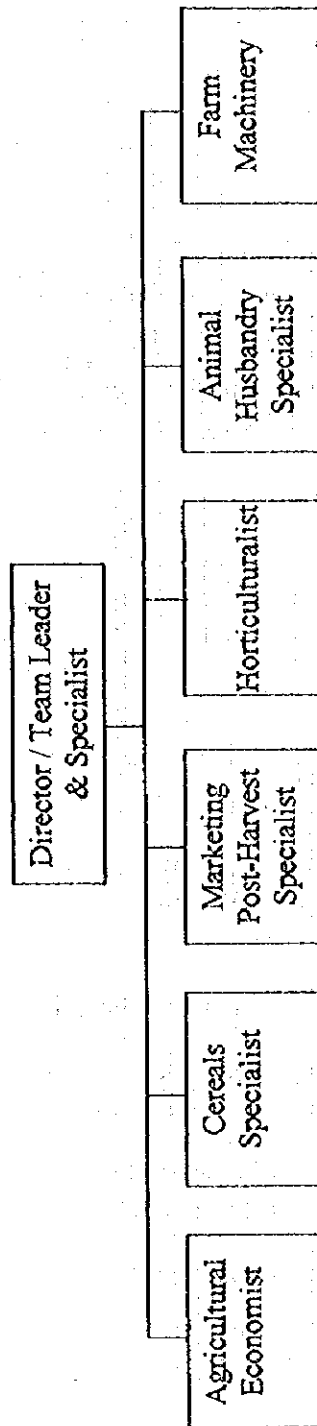 Director / Team Leader
& Specialist
Agricultural
Economist
Cereals
Specialist
Marketing
Post-Harvest
Specialist
Horticulturalist
Animal
Husbandry
Specialist
Farm
Machinery